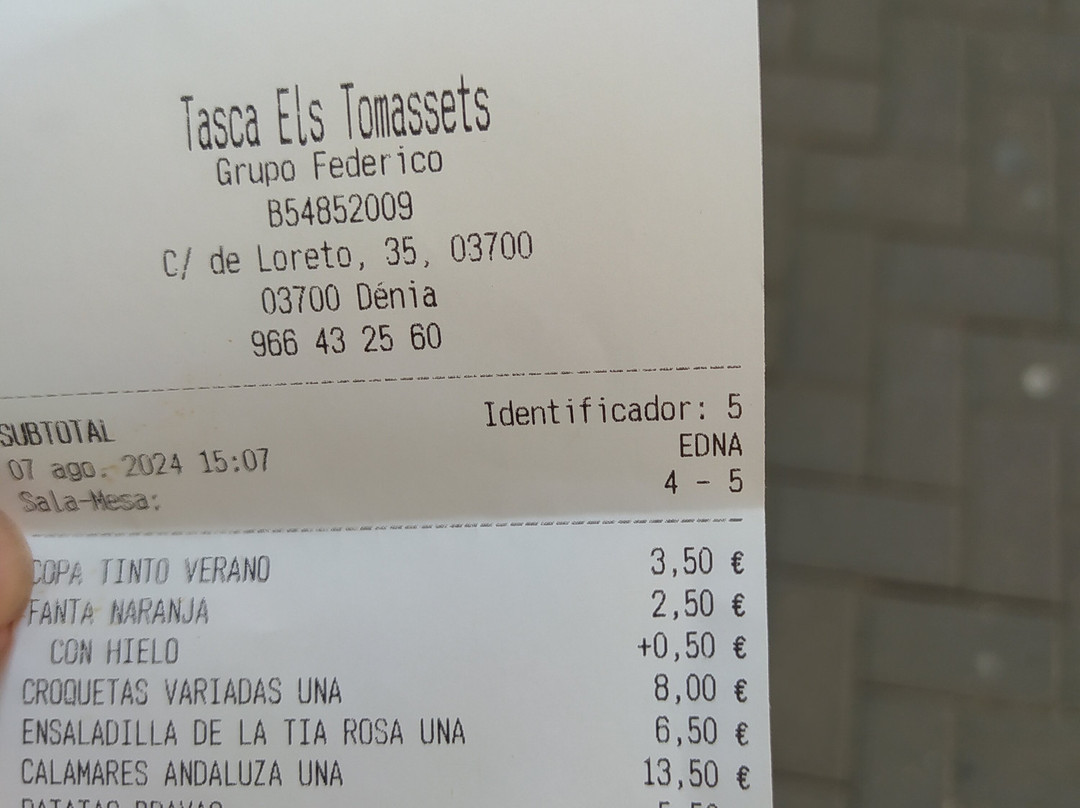 Tasca Els Tomassets
Grupo Federico
B54852009
C/ de Loreto, 35, 03700
03700 Dénia
966 43 25 60
SUBTOTAL Identificador: 5
07 ago. 2024 15:07 EDNA
Sala-Mesa: 4 - 5
COPA TINTO VERANO 3,50 €
FANTA NARANJA 2,50 €
CON HIELO +0,50 €
CROQUETAS VARIADAS UNA 8,00 €
ENSALADILLA DE LA TIA ROSA UNA 6,50 €
CALAMARES ANDALUZA UNA 13,50 €